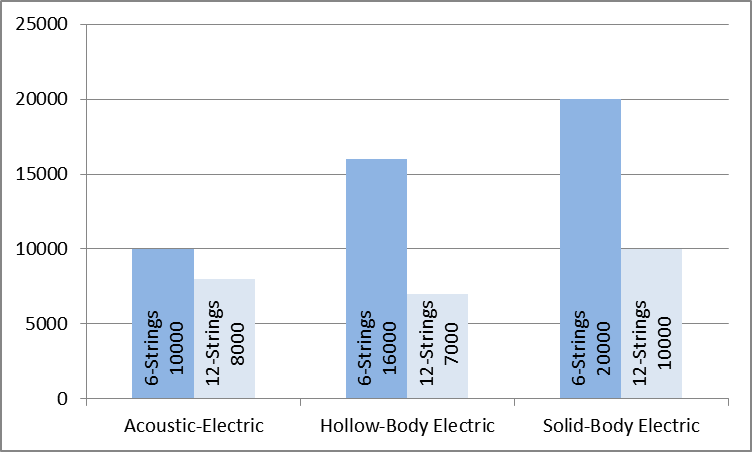 25000
20000
15000
10000
5000
0
6-Strings
10000
12-Strings
8000
6-Strings
16000
12-Strings
7000
6-Strings
20000
12-Strings
10000
Acoustic-Electric
Hollow-Body Electric
Solid-Body Electric